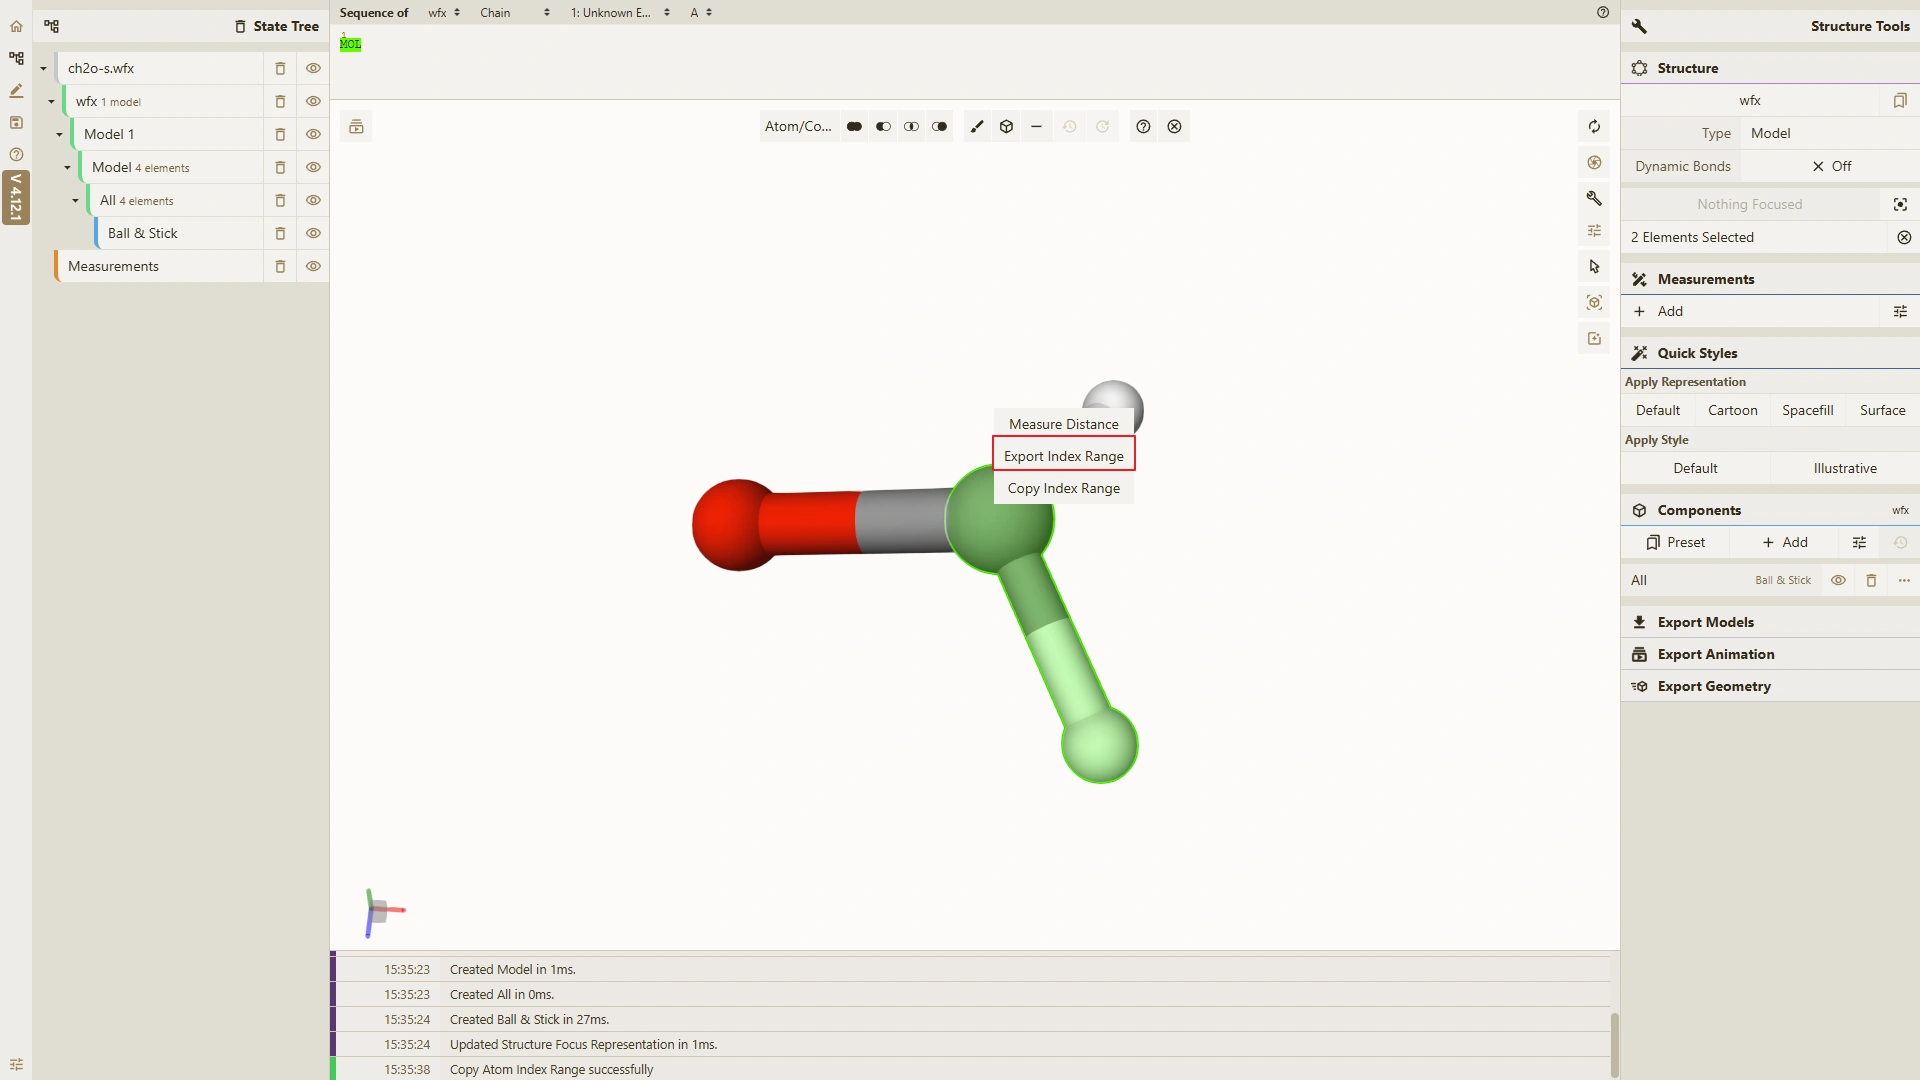 Sequence of wfx Chain 1: Unknown E... A
1
MOL
State Tree
ch2o-s.wfx
wfx 1 model
Model 1
Model 4 elements
All 4 elements
Ball & Stick
Measurements
V 4.12.1
Atom/Co...
Measure Distance
Export Index Range
Copy Index Range
15:35:23 Created Model in 1ms.
15:35:23 Created All in 0ms.
15:35:24 Created Ball & Stick in 27ms.
15:35:24 Updated Structure Focus Representation in 1ms.
15:35:38 Copy Atom Index Range successfully
Structure Tools
Structure
wfx
Type Model
Dynamic Bonds Off
Nothing Focused
2 Elements Selected
Measurements
Add
Quick Styles
Apply Representation
Default Cartoon Spacefill Surface
Apply Style
Default Illustrative
Components wfx
Preset Add
All Ball & Stick
Export Models
Export Animation
Export Geometry